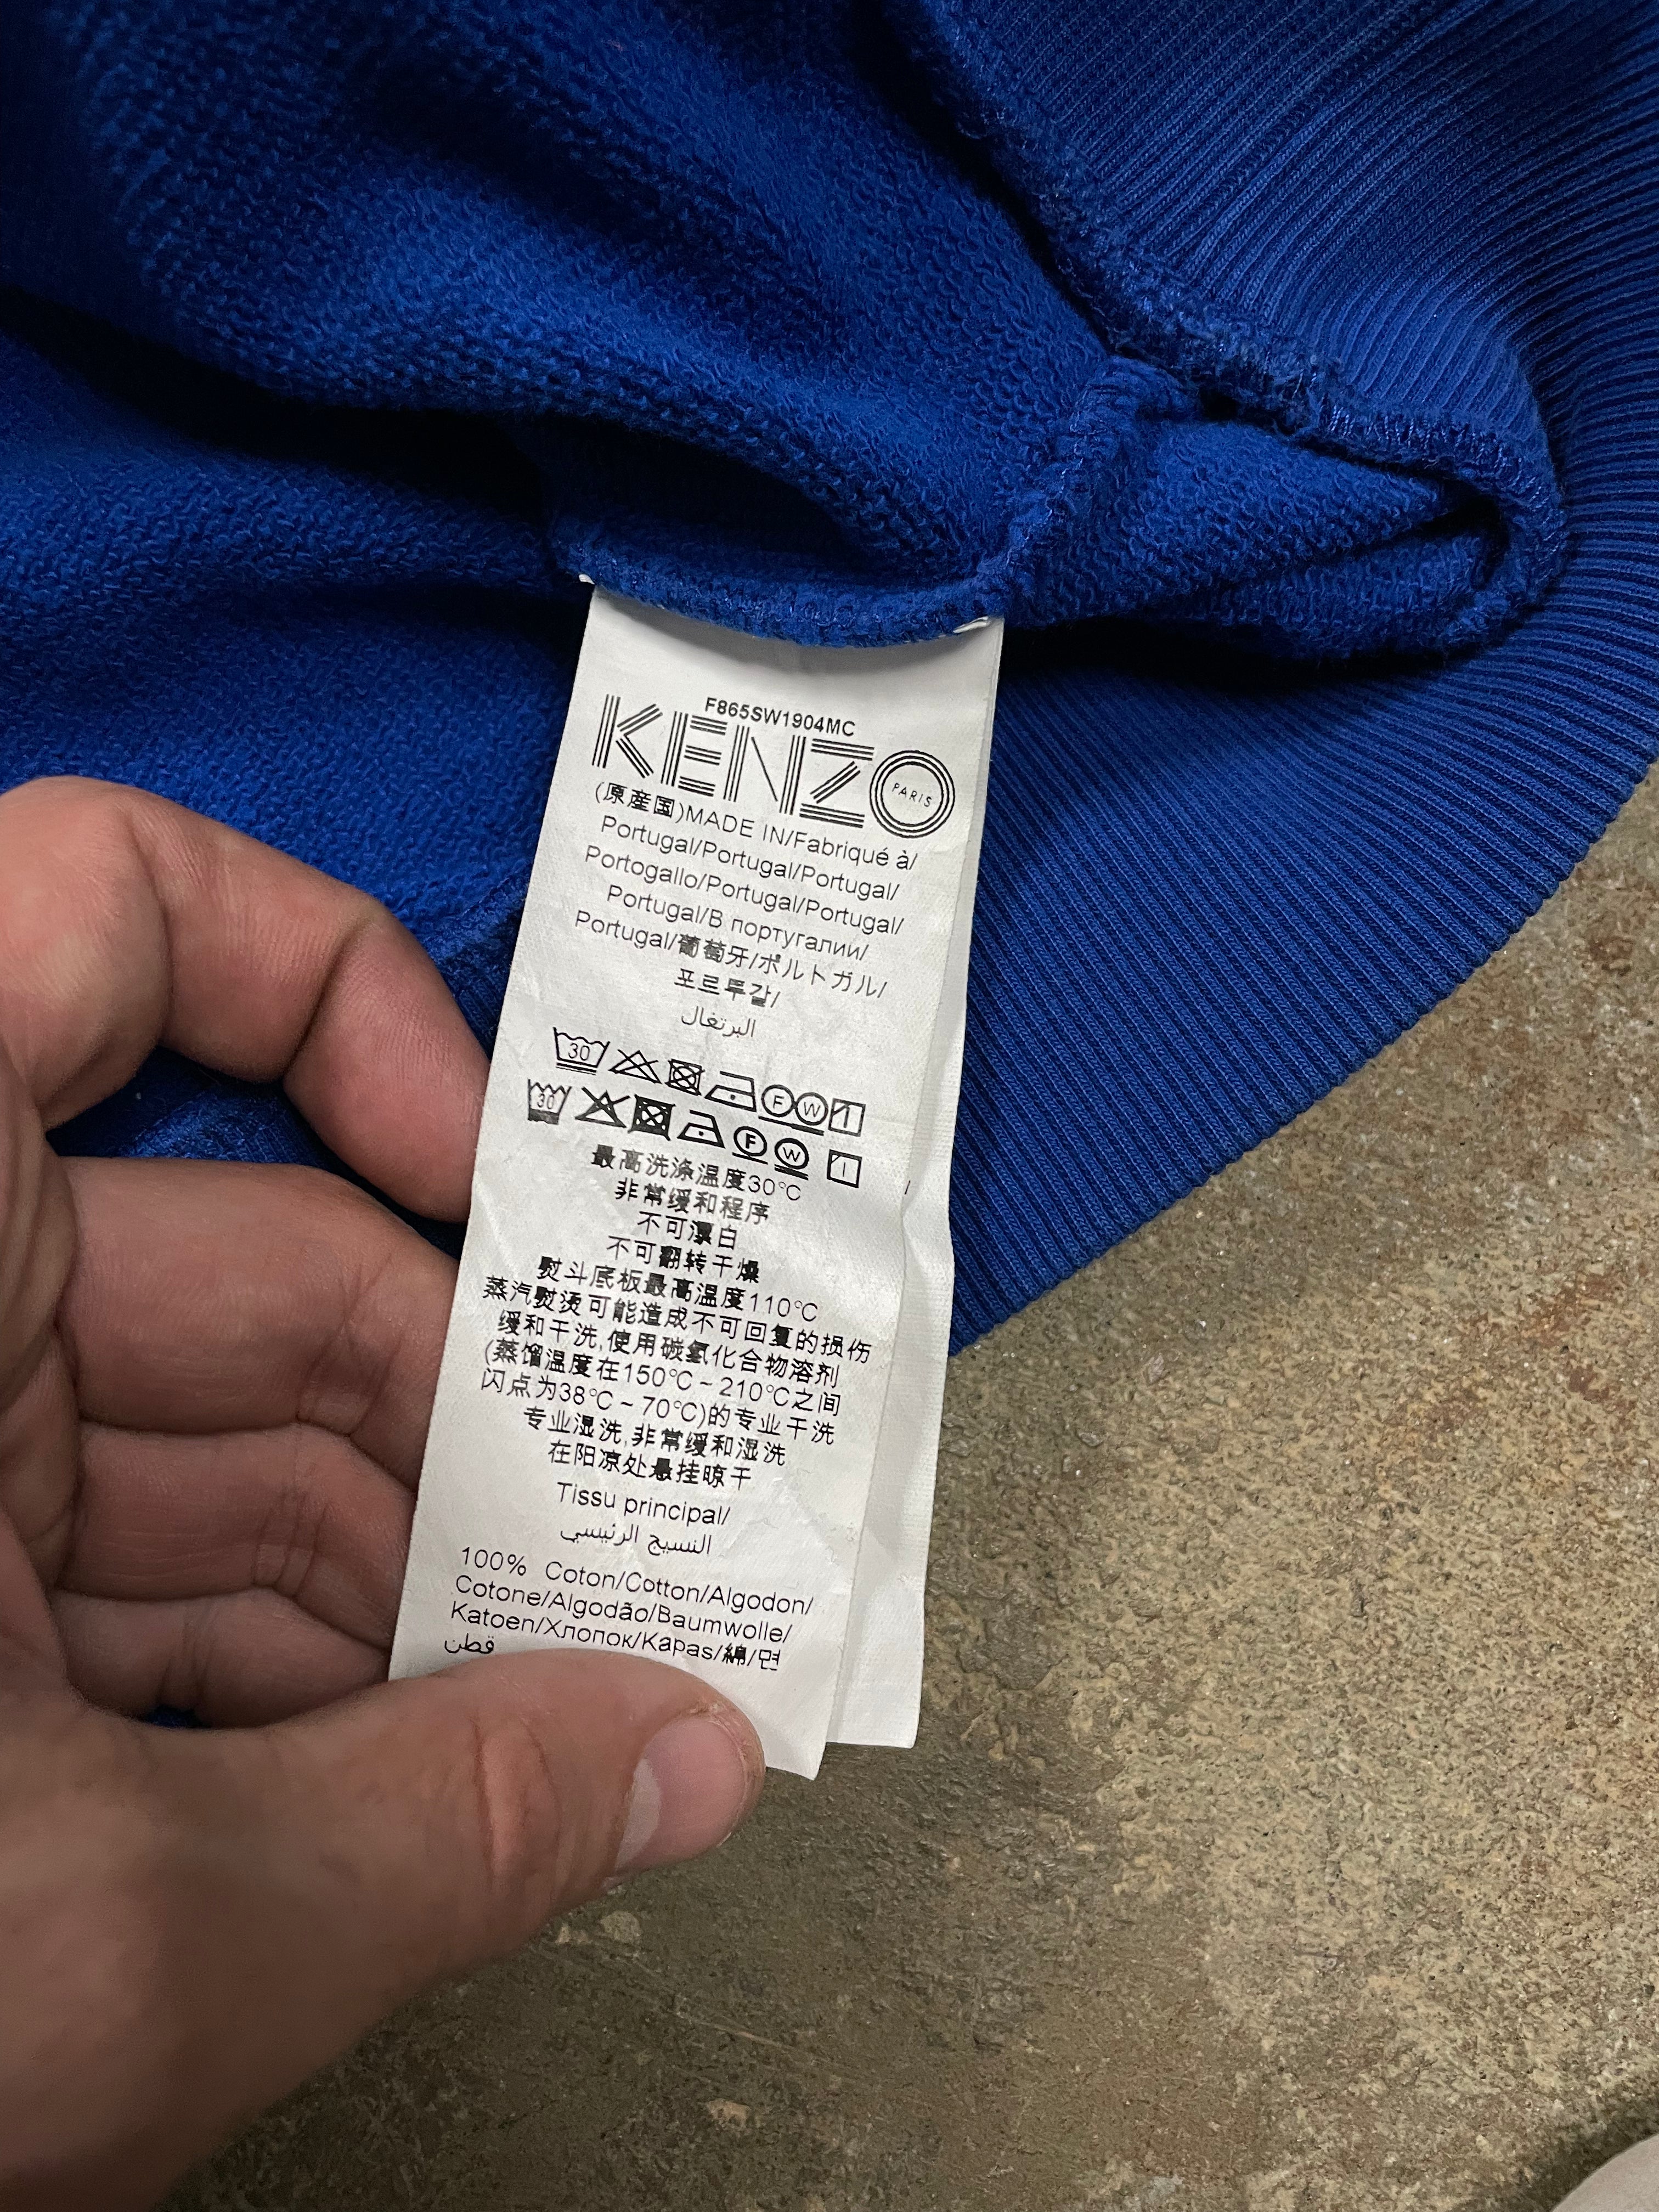 F865SW1904MC
KENZO
PARIS
(原産国)MADE IN/Fabriqué à/
Portugal/Portugal/Portugal/
Portogallo/Portugal/Portugal/
Portugal/В португалии/
Portugal/葡萄牙/ポルトガル/
포르투갈/
البرتغال
30 F W
30 F W
最高洗涤温度30°C
非常缓和程序
不可漂白
不可翻转干燥
熨斗底板最高温度110°C
蒸汽熨烫可能造成不可回复的损伤
缓和干洗,使用碳氢化合物溶剂
(蒸馏温度在150°C ~ 210°C之间
闪点为38°C ~ 70°C)的专业干洗
专业湿洗,非常缓和湿洗
在阳凉处悬挂晾干
Tissu principal/
النسيج الرئيسي
100% Coton/Cotton/Algodon/
Cotone/Algodão/Baumwolle/
Katoen/Хлопок/Kapas/綿/면
قطن